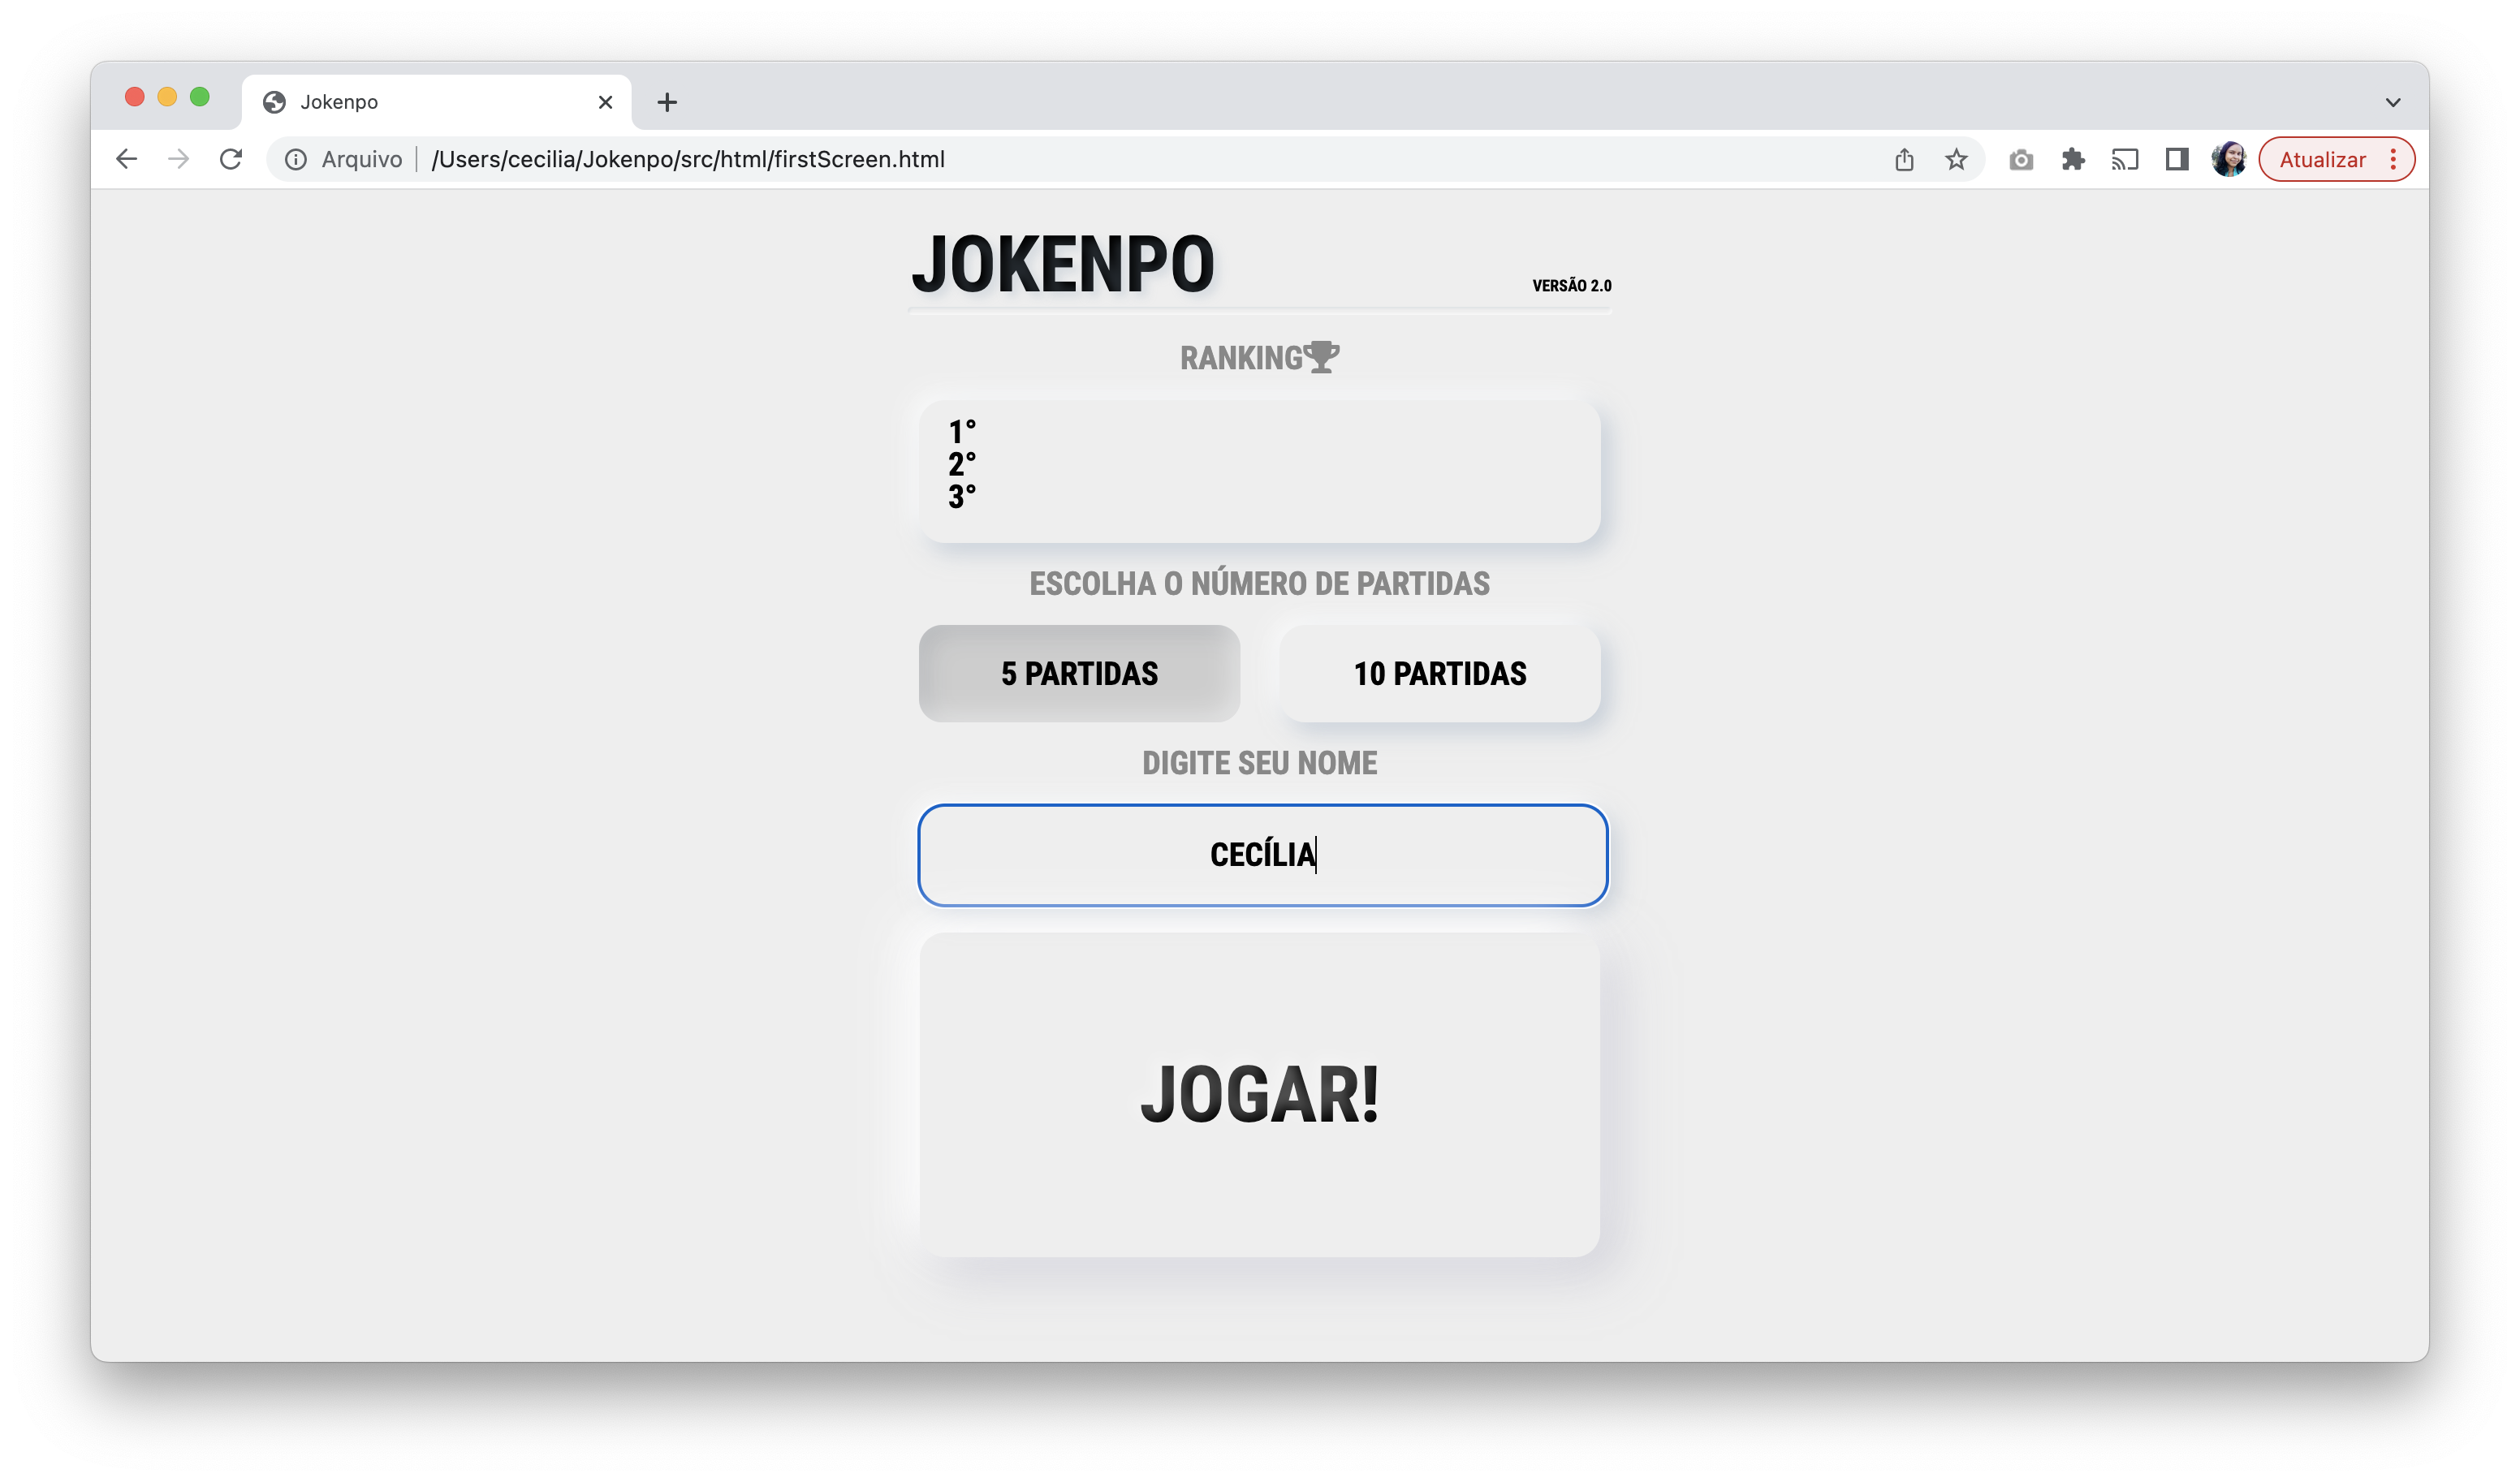 Jokenpo
Arquivo /Users/cecilia/Jokenpo/src/html/firstScreen.html Atualizar
JOKENPO
VERSÃO 2.0
RANKING
1°
2°
3°
ESCOLHA O NÚMERO DE PARTIDAS
5 PARTIDAS 10 PARTIDAS
DIGITE SEU NOME
CECÍLIA
JOGAR!